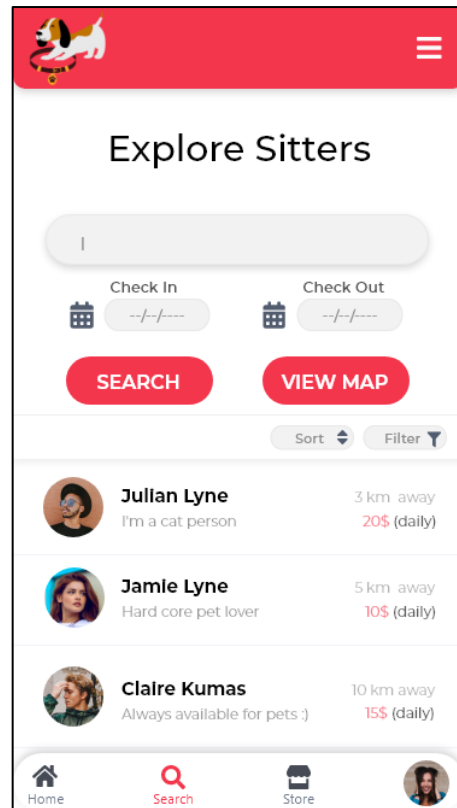 Explore Sitters
|
Check In Check Out
--/--/---- --/--/----
SEARCH VIEW MAP
Sort Filter
Julian Lyne 3 km away
I'm a cat person 20$ (daily)
Jamie Lyne 5 km away
Hard core pet lover 10$ (daily)
Claire Kumas 10 km away
Always available for pets :) 15$ (daily)
Home Search Store